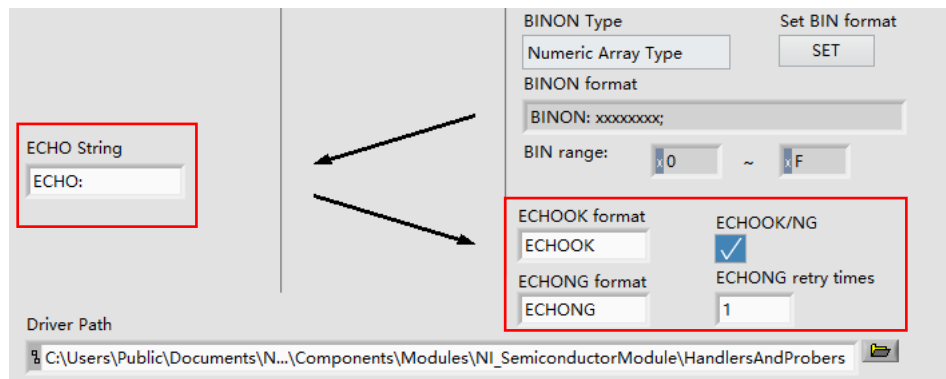 BINON Type
Set BIN format
Numeric Array Type
SET
BINON format
BINON: xxxxxxxx;
BIN range:
x 0
~
x F
ECHO String
ECHO:
ECHOOK format
ECHOOK/NG
ECHOOK
ECHONG format
ECHONG retry times
ECHONG
1
Driver Path
C:\Users\Public\Documents\N...\Components\Modules\NI_SemiconductorModule\HandlersAndProbers